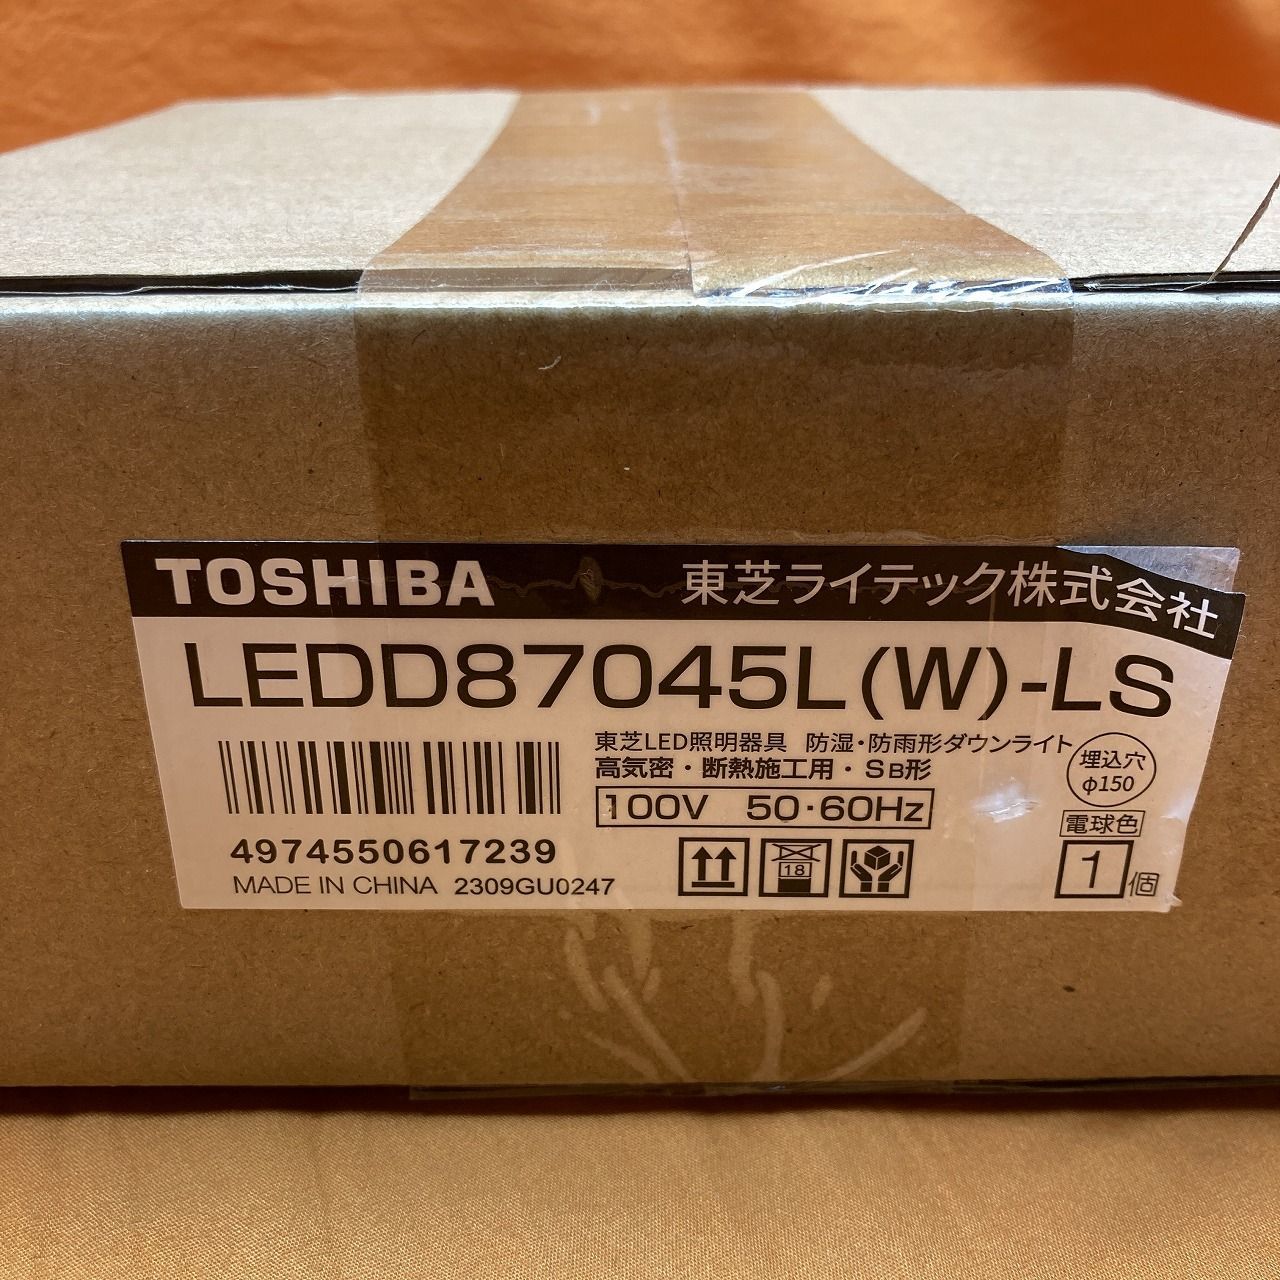 TOSHIBA 東芝ライテック株式会社
LEDD87045L(W)-LS
東芝LED照明器具 防湿・防雨形ダウンライト
高気密・断熱施工用・SB形
埋込穴
φ150
100V 50・60Hz
電球色
4974550617239
18
1個
MADE IN CHINA 2309GU0247